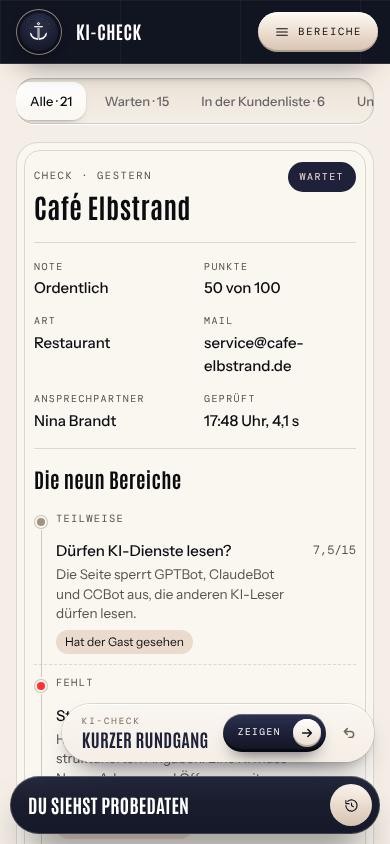 KI-CHECK
BEREICHE
Alle · 21
Warten · 15
In der Kundenliste · 6
Un
CHECK · GESTERN
WARTET
Café Elbstrand
NOTE
PUNKTE
Ordentlich
50 von 100
ART
MAIL
Restaurant
service@cafe-
elbstrand.de
ANSPRECHPARTNER
GEPRÜFT
Nina Brandt
17:48 Uhr, 4,1 s
Die neun Bereiche
TEILWEISE
Dürfen KI-Dienste lesen?
7,5/15
Die Seite sperrt GPTBot, ClaudeBot
und CCBot aus, die anderen KI-Leser
dürfen lesen.
Hat der Gast gesehen
FEHLT
KI-CHECK
KURZER RUNDGANG
ZEIGEN
DU SIEHST PROBEDATEN